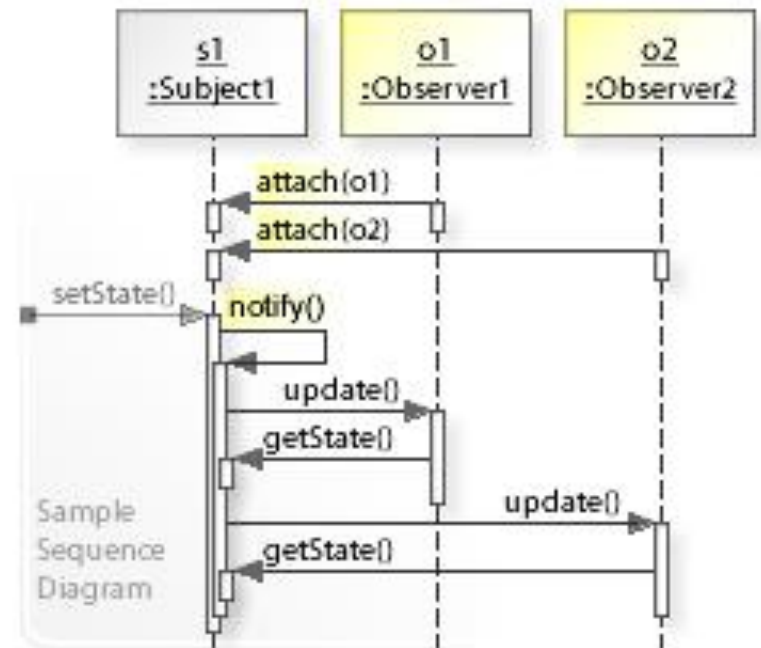 s1
:Subject1
o1
:Observer1
o2
:Observer2
attach(o1)
attach(o2)
setState()
notify()
update()
getState()
update()
getState()
Sample
Sequence
Diagram